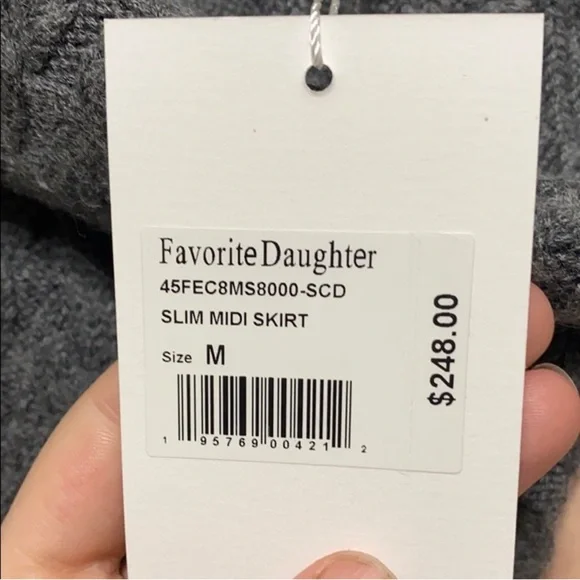 Favorite Daughter
45FEC8MS8000-SCD
SLIM MIDI SKIRT
Size M
1 95769 00421 2
$248.00